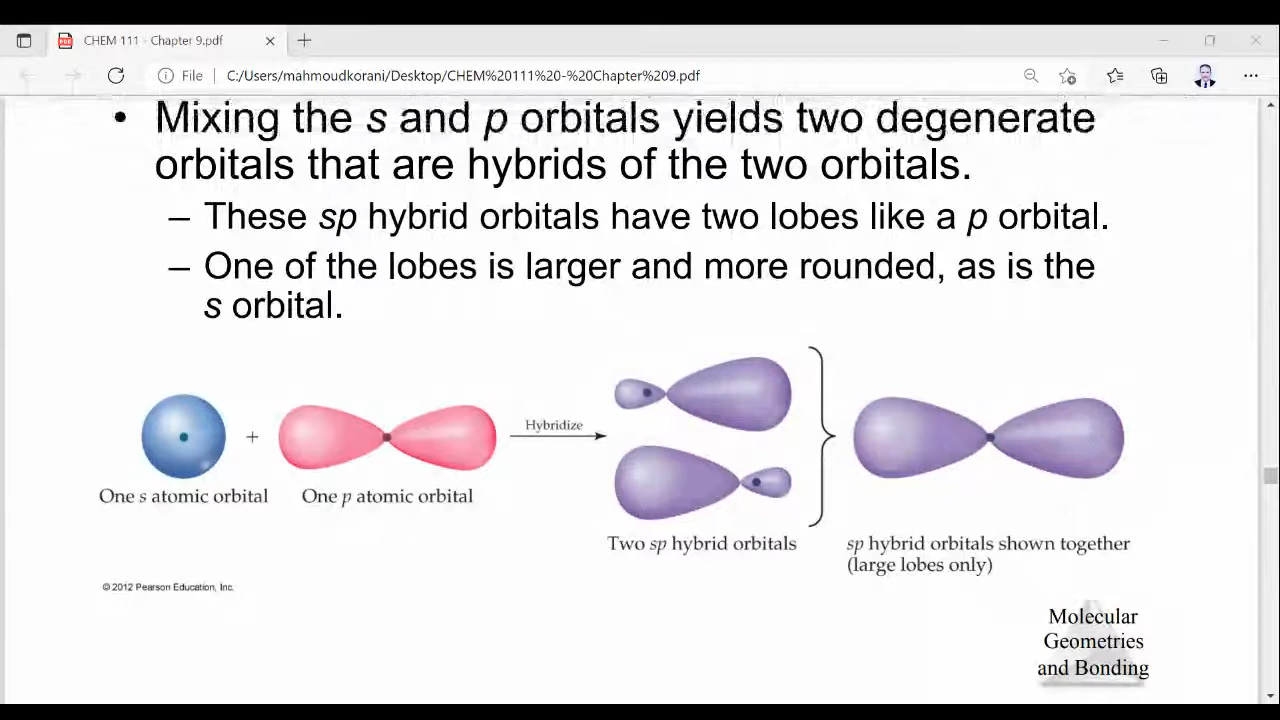 CHEM 111 - Chapter 9.pdf
File
C:/Users/mahmoudkorani/Desktop/CHEM%20111%20-%20Chapter%209.pdf
• Mixing the s and p orbitals yields two degenerate
orbitals that are hybrids of the two orbitals.
– These sp hybrid orbitals have two lobes like a p orbital.
– One of the lobes is larger and more rounded, as is the
s orbital.
+
Hybridize
One s atomic orbital
One p atomic orbital
Two sp hybrid orbitals
sp hybrid orbitals shown together
(large lobes only)
© 2012 Pearson Education, Inc.
Molecular
Geometries
and Bonding